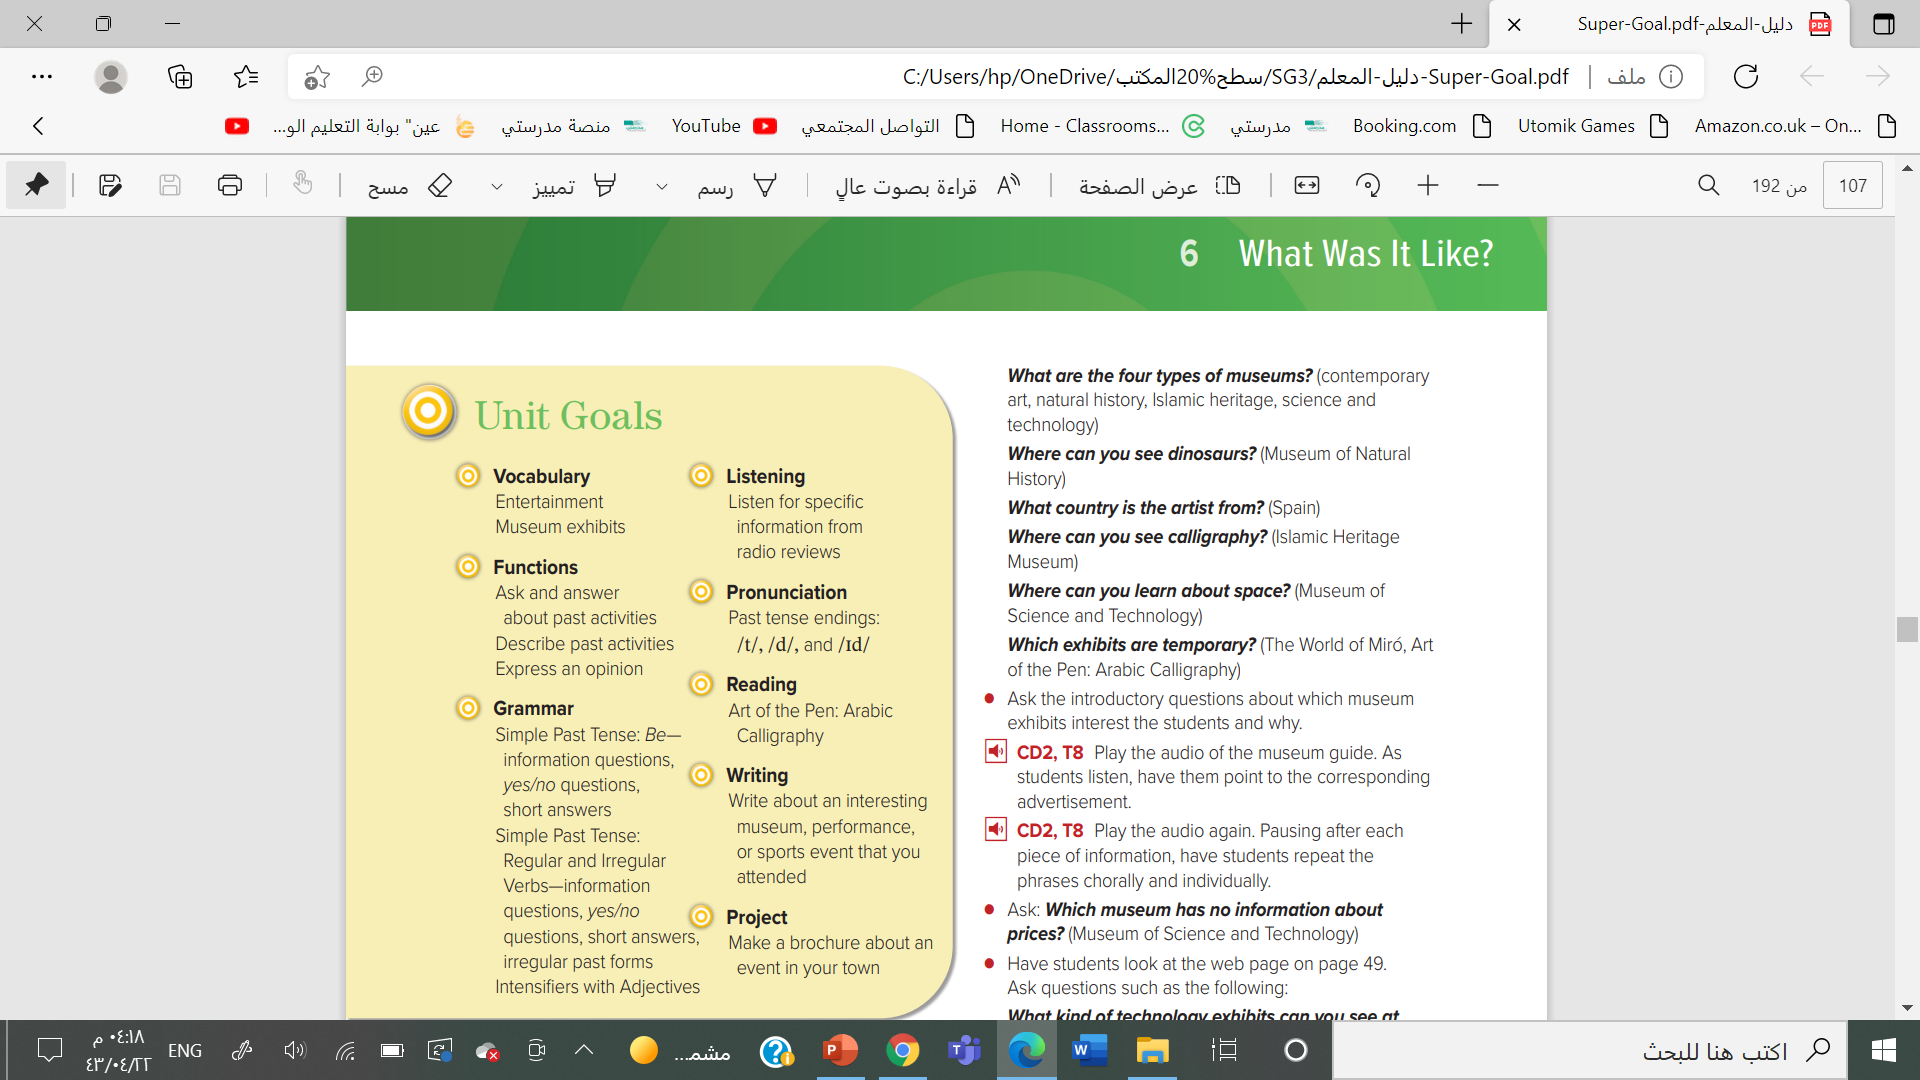 دليل-المعلم-Super-Goal.pdf
ملف
C:/Users/hp/OneDrive/سطح%20المكتب/SG3/دليل-المعلم-Super-Goal.pdf
Amazon.co.uk – On...
Utomik Games
Booking.com
مدرستي
Home - Classrooms...
التواصل المجتمعي
YouTube
منصة مدرستي
عين" بوابة التعليم الو...
107
من 192
عرض الصفحة
قراءة بصوت عالٍ
رسم
تمييز
مسح
6 What Was It Like?
Unit Goals
Vocabulary
Entertainment
Museum exhibits
Functions
Ask and answer
about past activities
Describe past activities
Express an opinion
Grammar
Simple Past Tense: Be—
information questions,
yes/no questions,
short answers
Simple Past Tense:
Regular and Irregular
Verbs—information
questions, yes/no
questions, short answers,
irregular past forms
Intensifiers with Adjectives
Listening
Listen for specific
information from
radio reviews
Pronunciation
Past tense endings:
/t/, /d/, and /ɪd/
Reading
Art of the Pen: Arabic
Calligraphy
Writing
Write about an interesting
museum, performance,
or sports event that you
attended
Project
Make a brochure about an
event in your town
What are the four types of museums? (contemporary
art, natural history, Islamic heritage, science and
technology)
Where can you see dinosaurs? (Museum of Natural
History)
What country is the artist from? (Spain)
Where can you see calligraphy? (Islamic Heritage
Museum)
Where can you learn about space? (Museum of
Science and Technology)
Which exhibits are temporary? (The World of Miró, Art
of the Pen: Arabic Calligraphy)
• Ask the introductory questions about which museum
exhibits interest the students and why.
CD2, T8 Play the audio of the museum guide. As
students listen, have them point to the corresponding
advertisement.
CD2, T8 Play the audio again. Pausing after each
piece of information, have students repeat the
phrases chorally and individually.
• Ask: Which museum has no information about
prices? (Museum of Science and Technology)
• Have students look at the web page on page 49.
Ask questions such as the following:
What kind of technology exhibits can you see at
اكتب هنا للبحث
مشم...
ENG
٠٤:١٨ م
٤٣/٠٤/٢٢